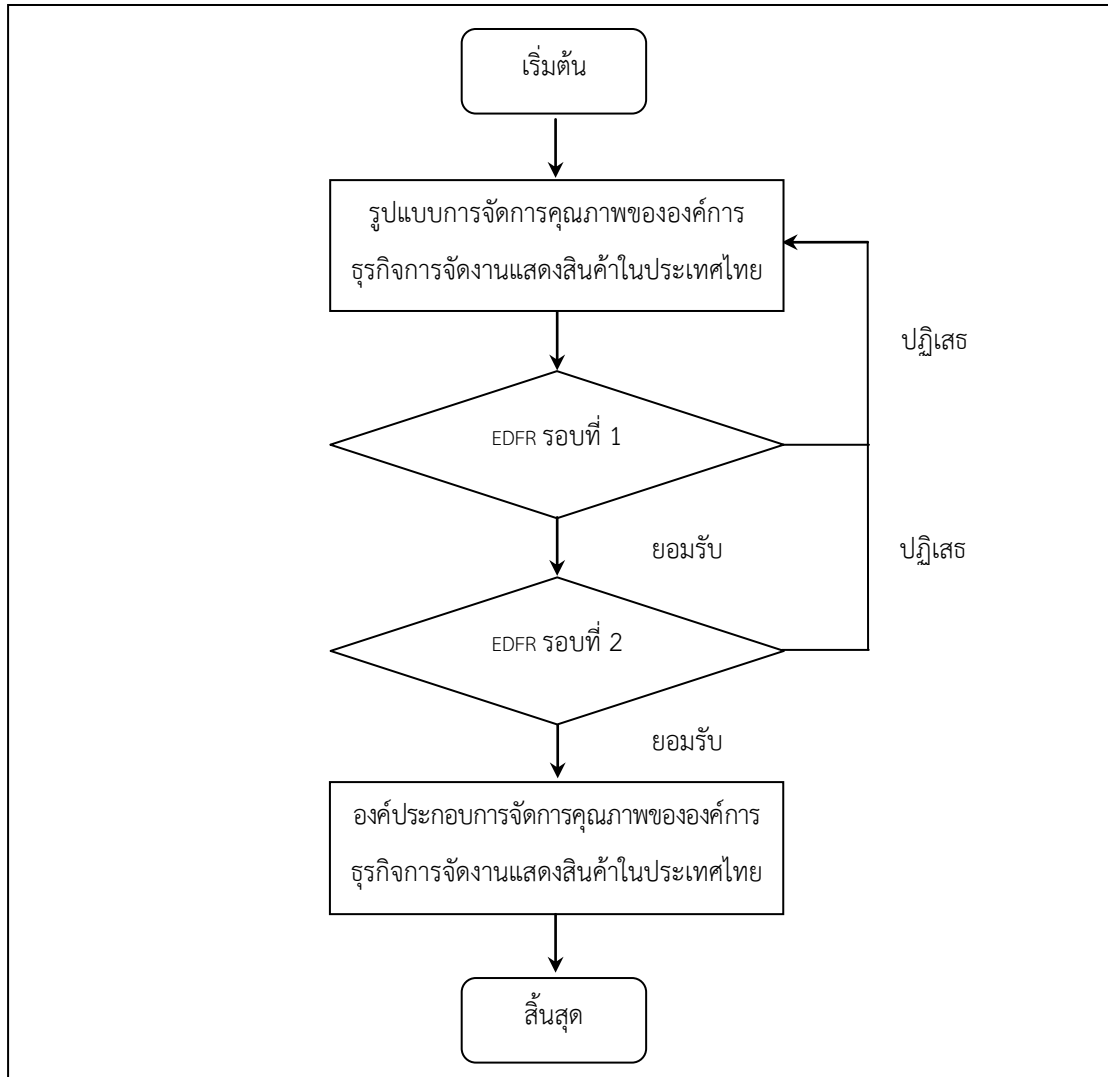 เริ่มต้น
รูปแบบการจัดการคุณภาพขององค์การ
ธุรกิจการจัดงานแสดงสินค้าในประเทศไทย
ปฏิเสธ
EDFR รอบที่ 1
ยอมรับ
ปฏิเสธ
EDFR รอบที่ 2
ยอมรับ
องค์ประกอบการจัดการคุณภาพขององค์การ
ธุรกิจการจัดงานแสดงสินค้าในประเทศไทย
สิ้นสุด